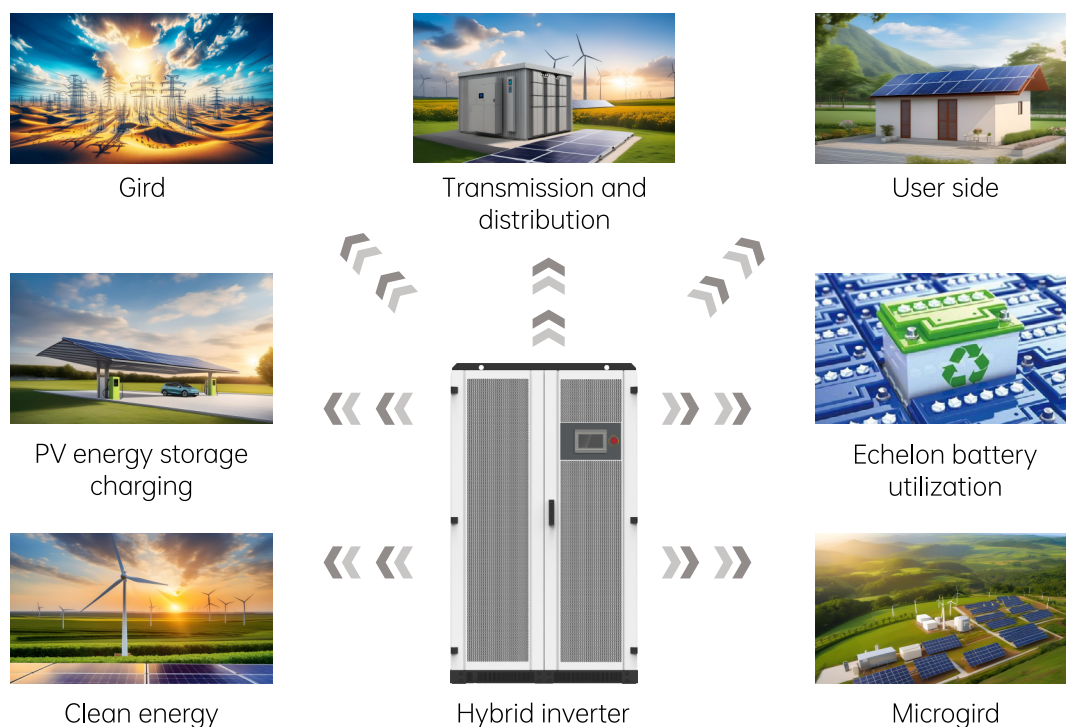 Gird
Transmission and
distribution
User side
PV energy storage
charging
Echelon battery
utilization
Clean energy
Hybrid inverter
Microgird